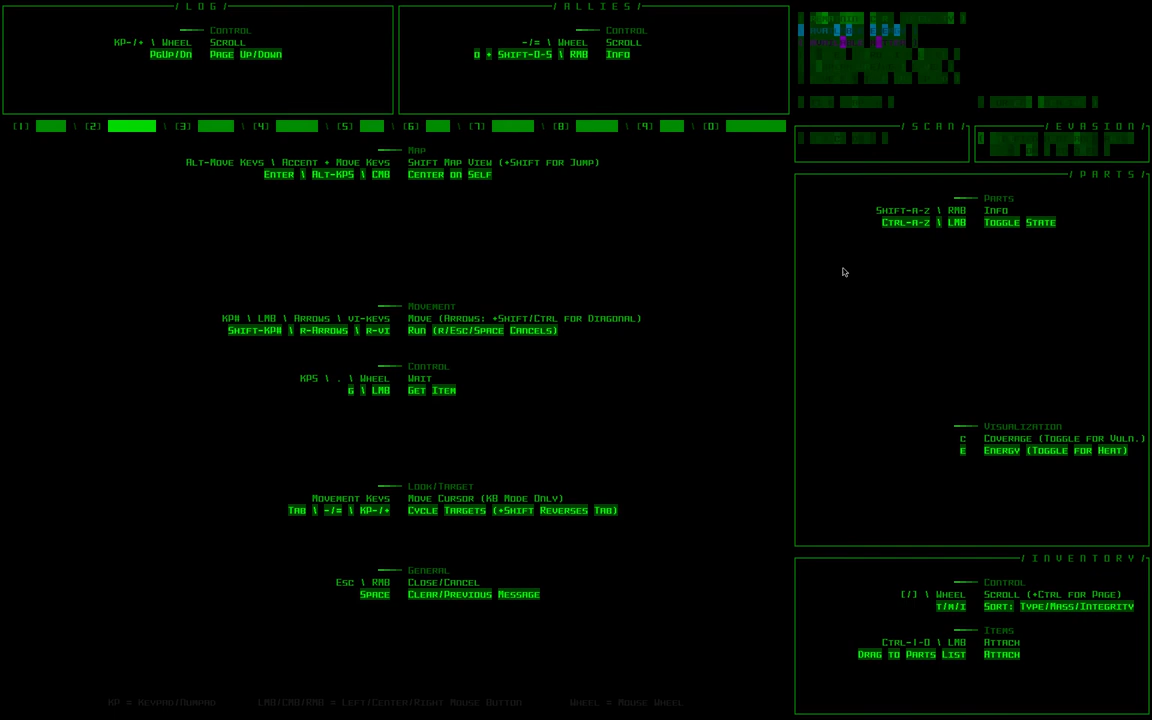 / L O G /
CONTROL
KP-/+ \ WHEEL SCROLL
PGUP/DN PAGE UP/DOWN
/ A L L I E S /
CONTROL
-/= \ WHEEL SCROLL
O + SHIFT-0-5 \ RMB INFO
[1] \ [2] \ [3] \ [4] \ [5] \ [6] \ [7] \ [8] \ [9] \ [0]
MAP
ALT-MOVE KEYS \ ACCENT + MOVE KEYS SHIFT MAP VIEW (+SHIFT FOR JUMP)
ENTER \ ALT-KP5 \ CMB CENTER ON SELF
MOVEMENT
KP# \ LMB \ ARROWS \ VI-KEYS MOVE (ARROWS: +SHIFT/CTRL FOR DIAGONAL)
SHIFT-KP# \ R-ARROWS \ R-VI RUN (R/ESC/SPACE CANCELS)
CONTROL
KP5 \ . \ WHEEL WAIT
G \ LMB GET ITEM
LOOK/TARGET
MOVEMENT KEYS MOVE CURSOR (KB MODE ONLY)
TAB \ -/= \ KP-/+ CYCLE TARGETS (+SHIFT REVERSES TAB)
GENERAL
ESC \ RMB CLOSE/CANCEL
SPACE CLEAR/PREVIOUS MESSAGE
KP = KEYPAD/NUMPAD LMB/CMB/RMB = LEFT/CENTER/RIGHT MOUSE BUTTON WHEEL = MOUSE WHEEL
/ S C A N /
/ E V A S I O N /
/ P A R T S /
PARTS
SHIFT-A-Z \ RMB INFO
CTRL-A-Z \ LMB TOGGLE STATE
VISUALIZATION
C COVERAGE (TOGGLE FOR VULN.)
E ENERGY (TOGGLE FOR HEAT)
/ I N V E N T O R Y /
CONTROL
[/] \ WHEEL SCROLL (+CTRL FOR PAGE)
T/M/I SORT: TYPE/MASS/INTEGRITY
ITEMS
CTRL-1-0 \ LMB ATTACH
DRAG TO PARTS LIST ATTACH